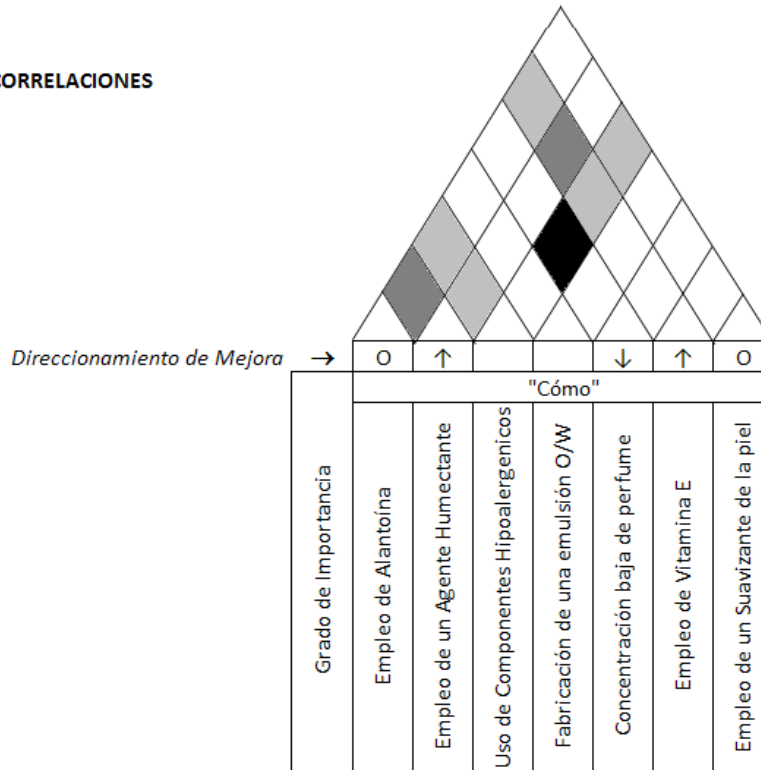 CORRELACIONES
Direccionamiento de Mejora → O ↑ ↓ ↑ O
"Cómo"
Grado de Importancia
Empleo de Alantoína
Empleo de un Agente Humectante
Uso de Componentes Hipoalergenicos
Fabricación de una emulsión O/W
Concentración baja de perfume
Empleo de Vitamina E
Empleo de un Suavizante de la piel